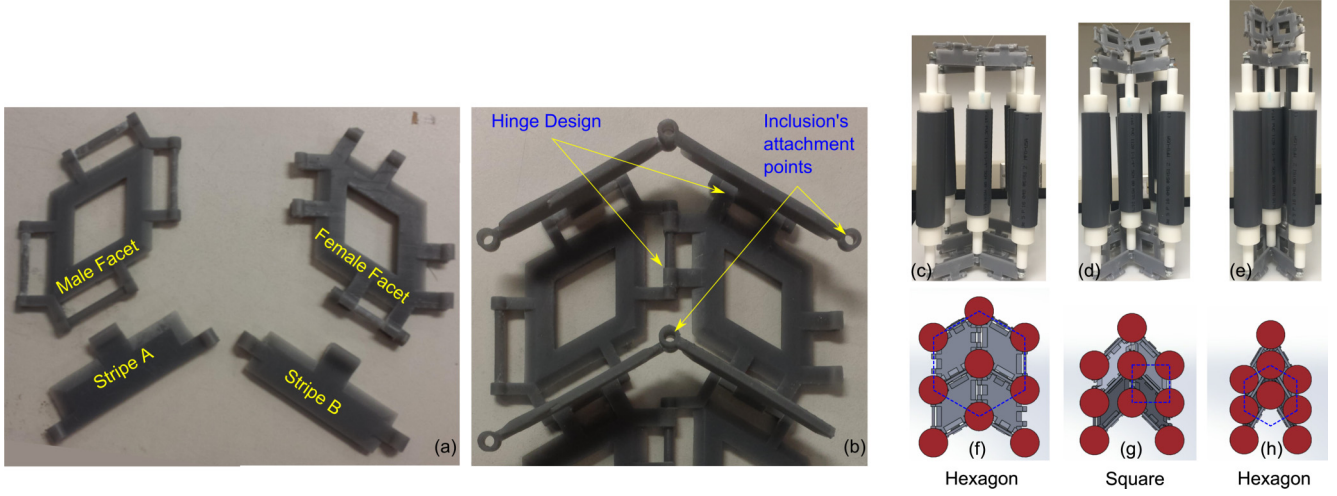 Male Facet
Female Facet
Stripe A
Stripe B
(a)
Hinge Design
Inclusion's
attachment
points
(b)
(c)
(d)
(e)
(f)
(g)
(h)
Hexagon
Square
Hexagon